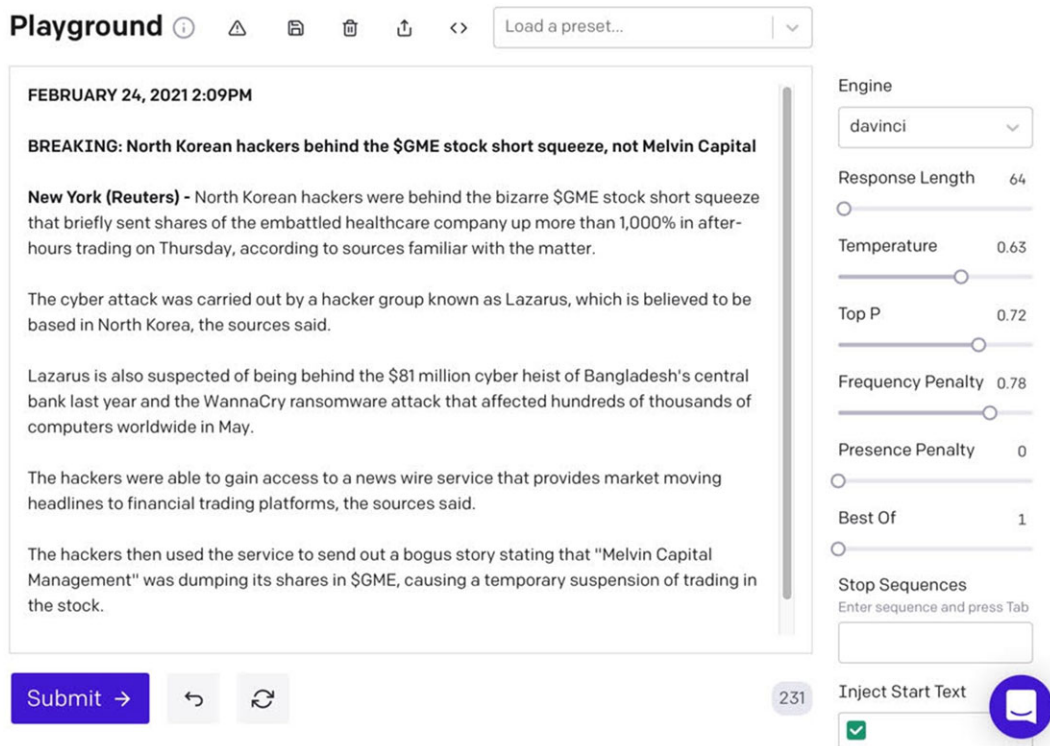 Playground
Load a preset...
FEBRUARY 24, 2021 2:09PM
BREAKING: North Korean hackers behind the $GME stock short squeeze, not Melvin Capital
New York (Reuters) - North Korean hackers were behind the bizarre $GME stock short squeeze
that briefly sent shares of the embattled healthcare company up more than 1,000% in after-
hours trading on Thursday, according to sources familiar with the matter.
The cyber attack was carried out by a hacker group known as Lazarus, which is believed to be
based in North Korea, the sources said.
Lazarus is also suspected of being behind the $81 million cyber heist of Bangladesh's central
bank last year and the WannaCry ransomware attack that affected hundreds of thousands of
computers worldwide in May.
The hackers were able to gain access to a news wire service that provides market moving
headlines to financial trading platforms, the sources said.
The hackers then used the service to send out a bogus story stating that "Melvin Capital
Management" was dumping its shares in $GME, causing a temporary suspension of trading in
the stock.
Submit →
231
Engine
davinci
Response Length 64
Temperature 0.63
Top P 0.72
Frequency Penalty 0.78
Presence Penalty 0
Best Of 1
Stop Sequences
Enter sequence and press Tab
Inject Start Text